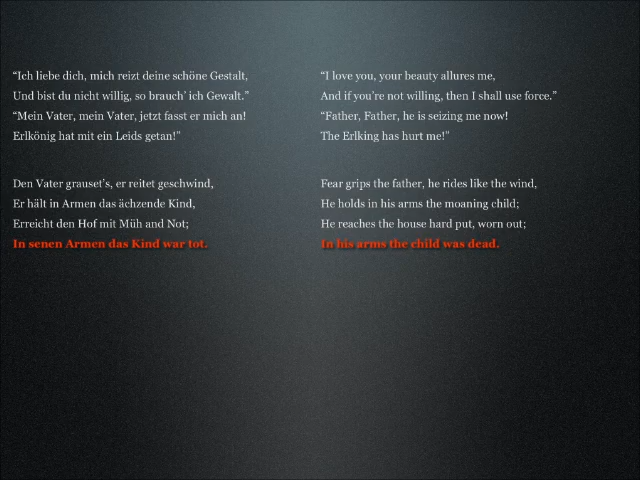 “Ich liebe dich, mich reizt deine schöne Gestalt,
Und bist du nicht willig, so brauch’ ich Gewalt.”
“Mein Vater, mein Vater, jetzt fasst er mich an!
Erlkönig hat mit ein Leids getan!”
Den Vater grauset’s, er reitet geschwind,
Er hält in Armen das ächzende Kind,
Erreicht den Hof mit Müh and Not;
In senen Armen das Kind war tot.
“I love you, your beauty allures me,
And if you’re not willing, then I shall use force.”
“Father, Father, he is seizing me now!
The Erlking has hurt me!”
Fear grips the father, he rides like the wind,
He holds in his arms the moaning child;
He reaches the house hard put, worn out;
In his arms the child was dead.